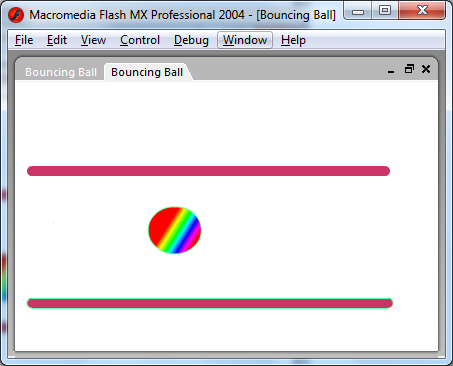 Macromedia Flash MX Professional 2004 - [Bouncing Ball]
File Edit View Control Debug Window Help
Bouncing Ball Bouncing Ball